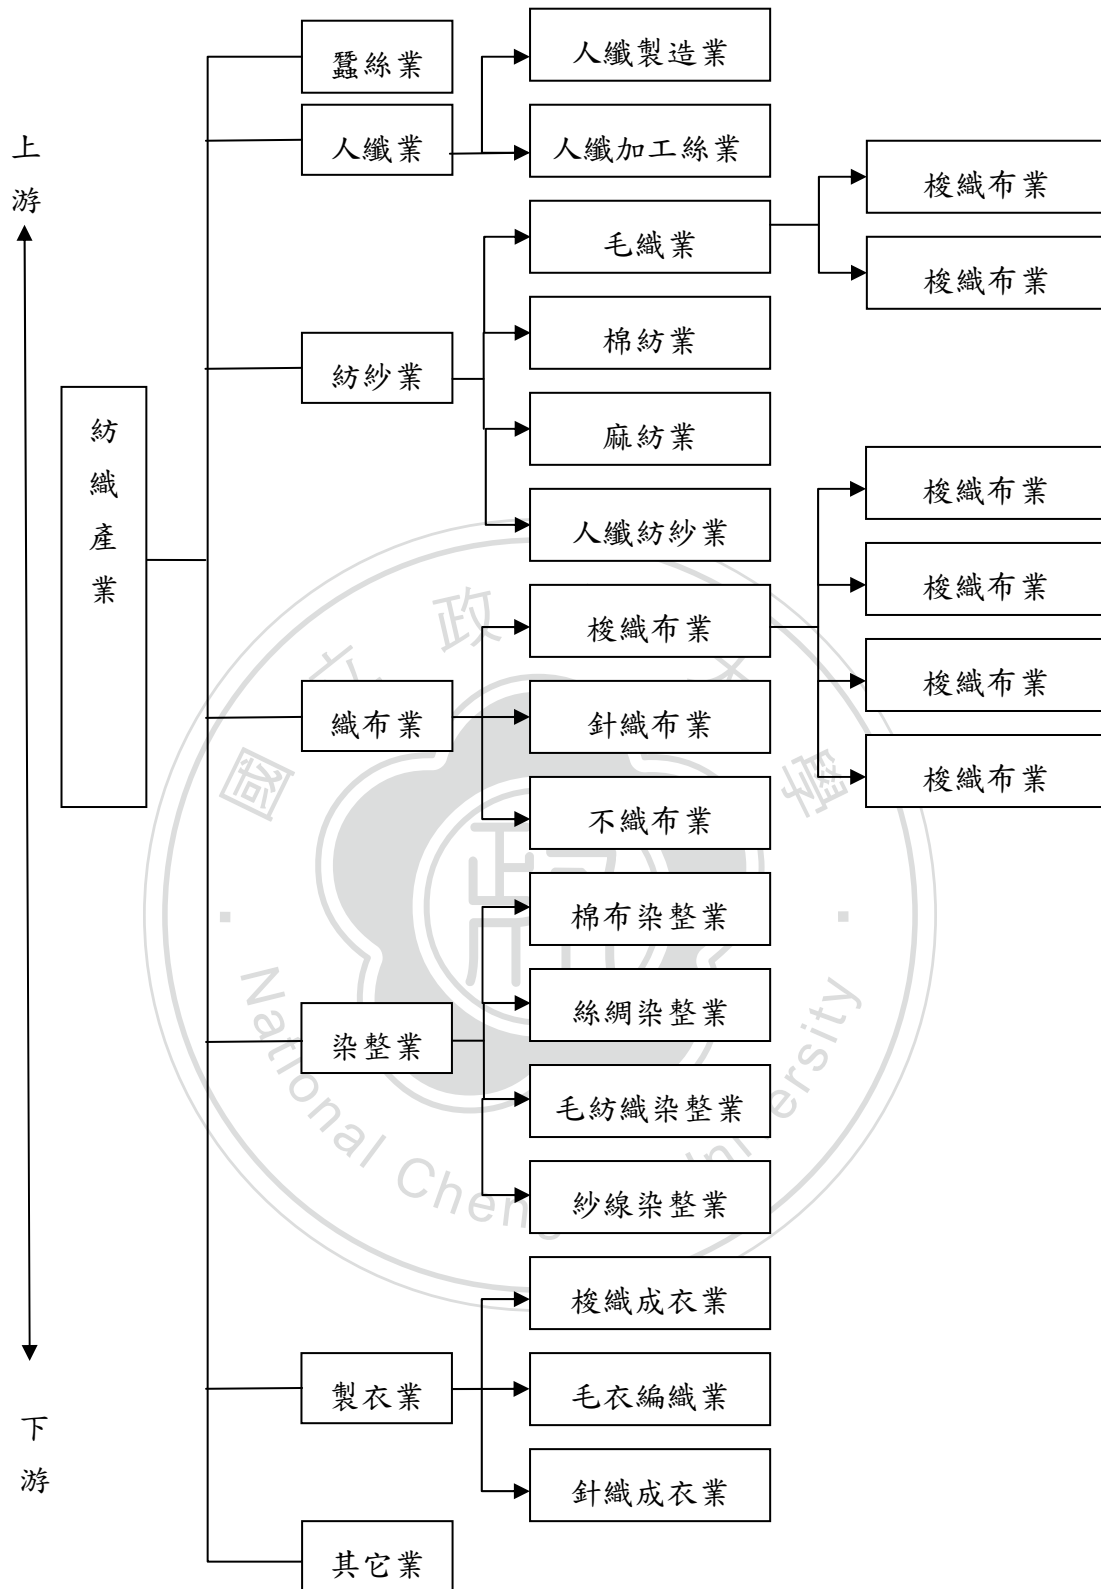 上游
下游
紡織產業
蠶絲業
人纖業
人纖製造業
人纖加工絲業
紡紗業
毛織業
梭織布業
梭織布業
棉紡業
麻紡業
人纖紡紗業
織布業
梭織布業
梭織布業
梭織布業
梭織布業
梭織布業
針織布業
不織布業
染整業
棉布染整業
絲綢染整業
毛紡織染整業
紗線染整業
製衣業
梭織成衣業
毛衣編織業
針織成衣業
其它業
國立政學
National Cheng